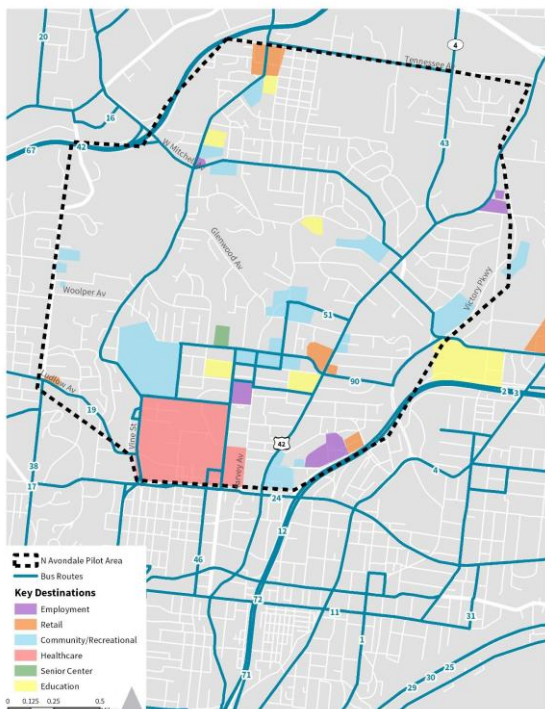 20
4
Tennessee Av
16
43
67
42
W Mitchell Av
Glenwood Av
Woolper Av
51
Victory Pkwy
90
Ludlow Av
19
Vine St
42
38
17
Harvey Av
24
4
12
46
72
11
31
1
71
25
30
29
N Avondale Pilot Area
Bus Routes
Key Destinations
Employment
Retail
Community/Recreational
Healthcare
Senior Center
Education
0 0.125 0.25 0.5